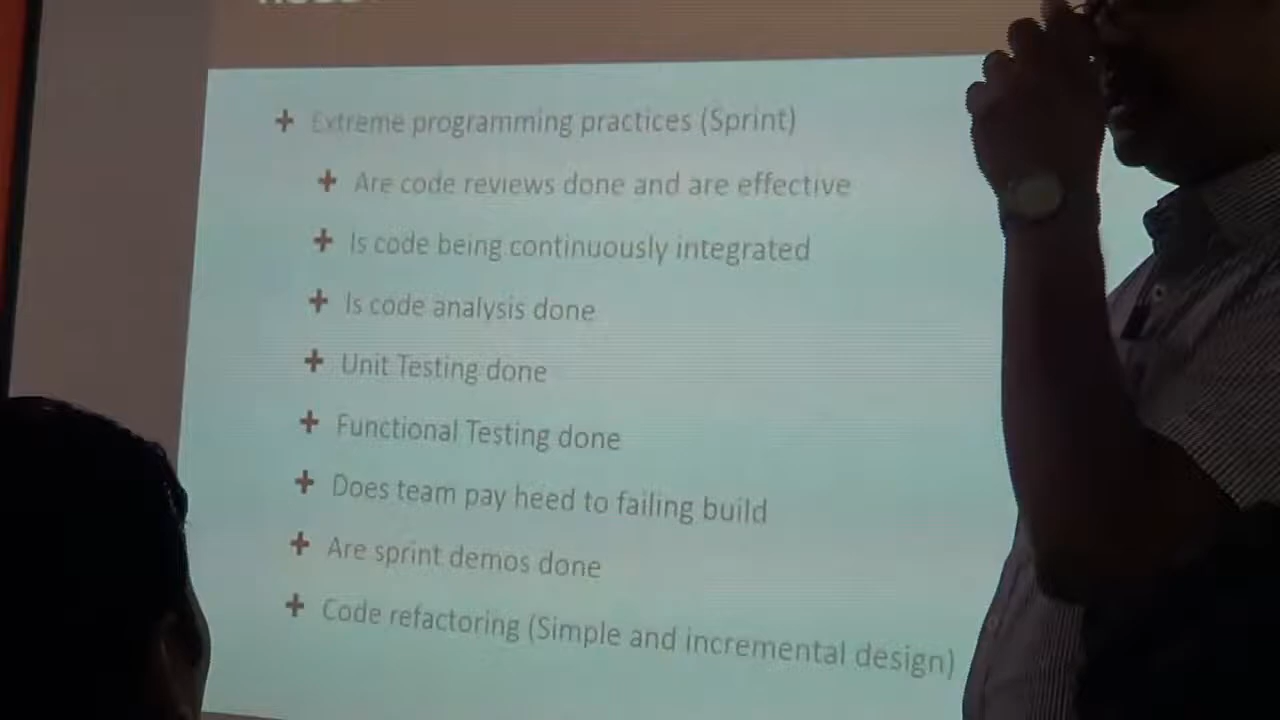 Extreme programming practices (Sprint)
Are code reviews done and are effective
Is code being continuously integrated
Is code analysis done
Unit Testing done
Functional Testing done
Does team pay heed to failing build
Are sprint demos done
Code refactoring (Simple and incremental design)